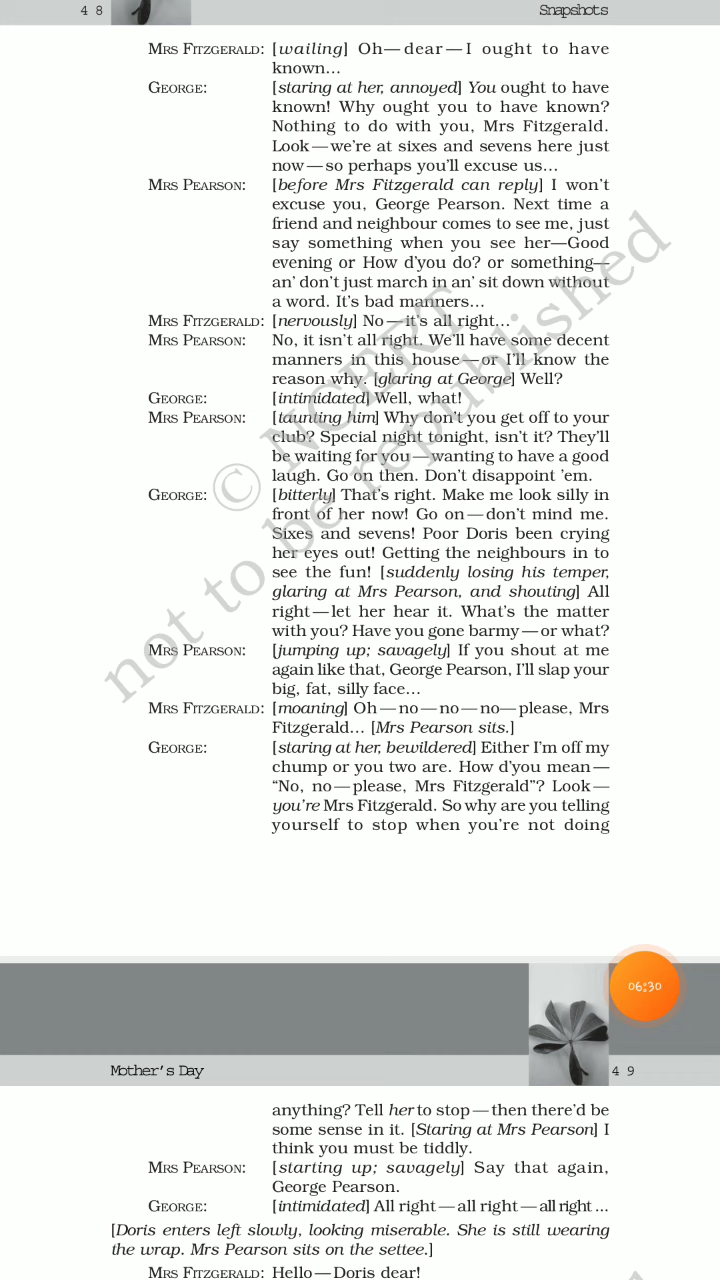 4 8
Snapshots
MRS FITZGERALD: [wailing] Oh—dear—I ought to have
known...
GEORGE: [staring at her, annoyed] You ought to have
known! Why ought you to have known?
Nothing to do with you, Mrs Fitzgerald.
Look—we're at sixes and sevens here just
now—so perhaps you'll excuse us...
MRS PEARSON: [before Mrs Fitzgerald can reply] I won't
excuse you, George Pearson. Next time a
friend and neighbour comes to see me, just
say something when you see her—Good
evening or How d'you do? or something—
an' don't just march in an' sit down without
a word. It's bad manners...
MRS FITZGERALD: [nervously] No—it's all right...
MRS PEARSON: No, it isn't all right. We'll have some decent
manners in this house—or I'll know the
reason why. [glaring at George] Well?
GEORGE: [intimidated] Well, what!
MRS PEARSON: [taunting him] Why don't you get off to your
club? Special night tonight, isn't it? They'll
be waiting for you—wanting to have a good
laugh. Go on then. Don't disappoint 'em.
GEORGE: [bitterly] That's right. Make me look silly in
front of her now! Go on—don't mind me.
Sixes and sevens! Poor Doris been crying
her eyes out! Getting the neighbours in to
see the fun! [suddenly losing his temper,
glaring at Mrs Pearson, and shouting] All
right—let her hear it. What's the matter
with you? Have you gone barmy—or what?
MRS PEARSON: [jumping up; savagely] If you shout at me
again like that, George Pearson, I'll slap your
big, fat, silly face...
MRS FITZGERALD: [moaning] Oh—no—no—no—please, Mrs
Fitzgerald... [Mrs Pearson sits.]
GEORGE: [staring at her, bewildered] Either I'm off my
chump or you two are. How d'you mean—
"No, no—please, Mrs Fitzgerald"? Look—
you're Mrs Fitzgerald. So why are you telling
yourself to stop when you're not doing
© NCERT
not to be republished
06:30
Mother's Day
4 9
anything? Tell her to stop—then there'd be
some sense in it. [Staring at Mrs Pearson] I
think you must be tiddly.
MRS PEARSON: [starting up; savagely] Say that again,
George Pearson.
GEORGE: [intimidated] All right—all right—all right...
[Doris enters left slowly, looking miserable. She is still wearing
the wrap. Mrs Pearson sits on the settee.]
MRS FITZGERALD: Hello—Doris dear!